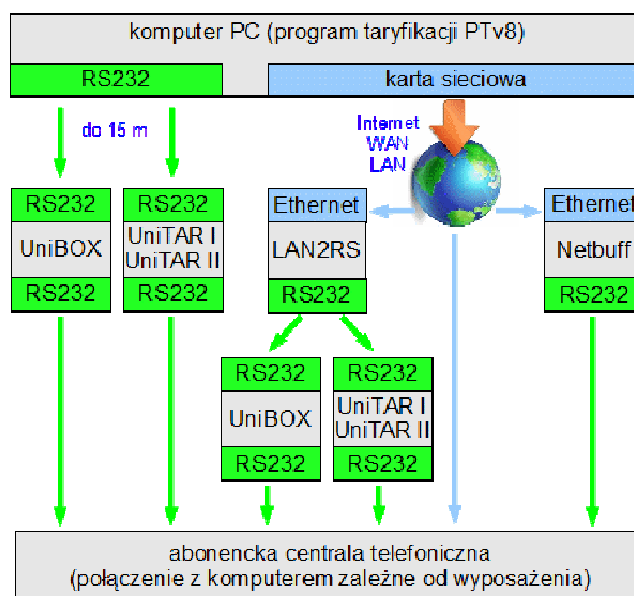 komputer PC (program taryfikacji PTv8)
RS232
karta sieciowa
do 15 m
Internet
WAN
LAN
RS232
UniBOX
RS232
RS232
UniTAR I
UniTAR II
RS232
Ethernet
LAN2RS
RS232
Ethernet
Netbuff
RS232
RS232
UniBOX
RS232
RS232
UniTAR I
UniTAR II
RS232
abonencka centrala telefoniczna
(połączenie z komputerem zależne od wyposażenia)